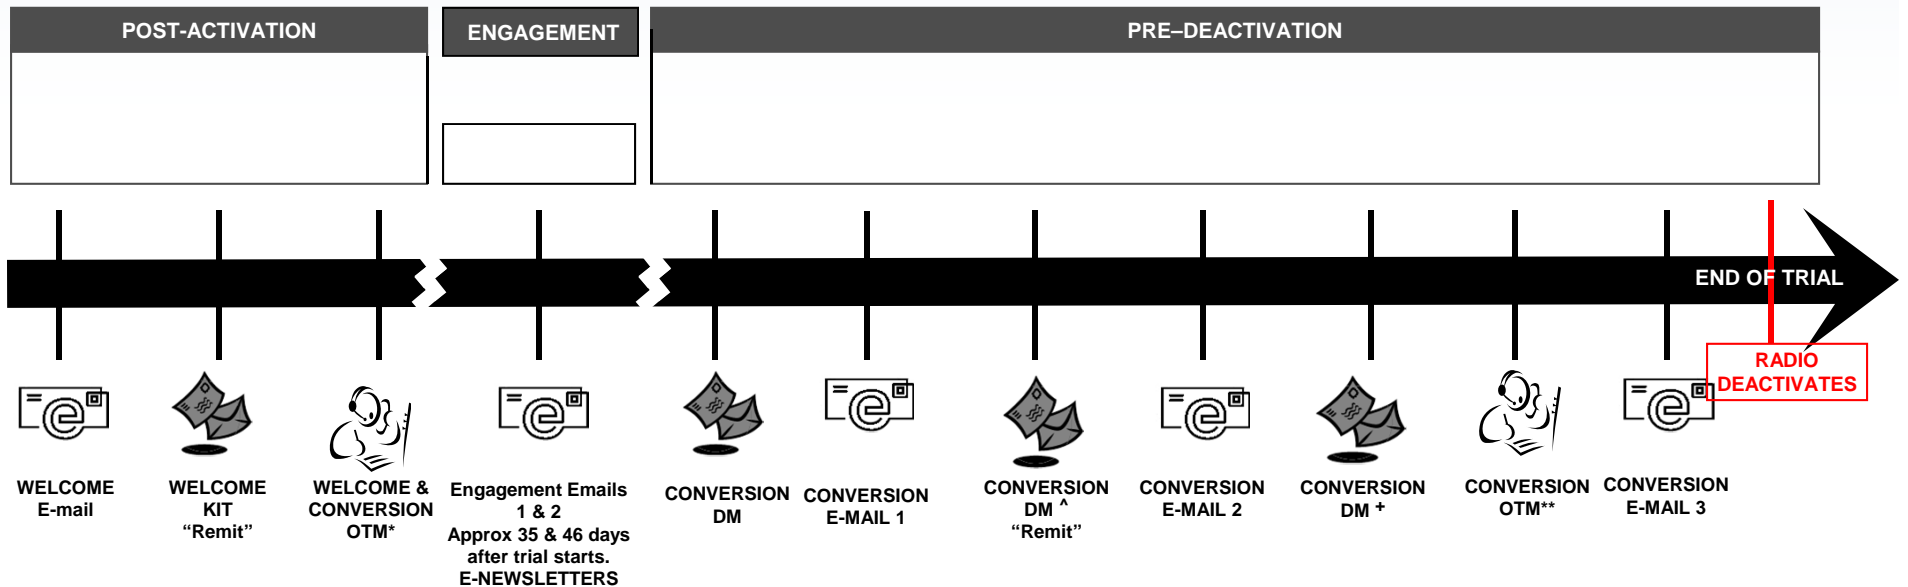 POST-ACTIVATION
ENGAGEMENT
PRE–DEACTIVATION
END OF TRIAL
RADIO
DEACTIVATES
WELCOME
E-mail
WELCOME
KIT
“Remit”
WELCOME &
CONVERSION
OTM*
Engagement Emails
1 & 2
Approx 35 & 46 days
after trial starts.
E-NEWSLETTERS
CONVERSION
DM
CONVERSION
E-MAIL 1
CONVERSION
DM ^
“Remit”
CONVERSION
E-MAIL 2
CONVERSION
DM +
CONVERSION
OTM**
CONVERSION
E-MAIL 3